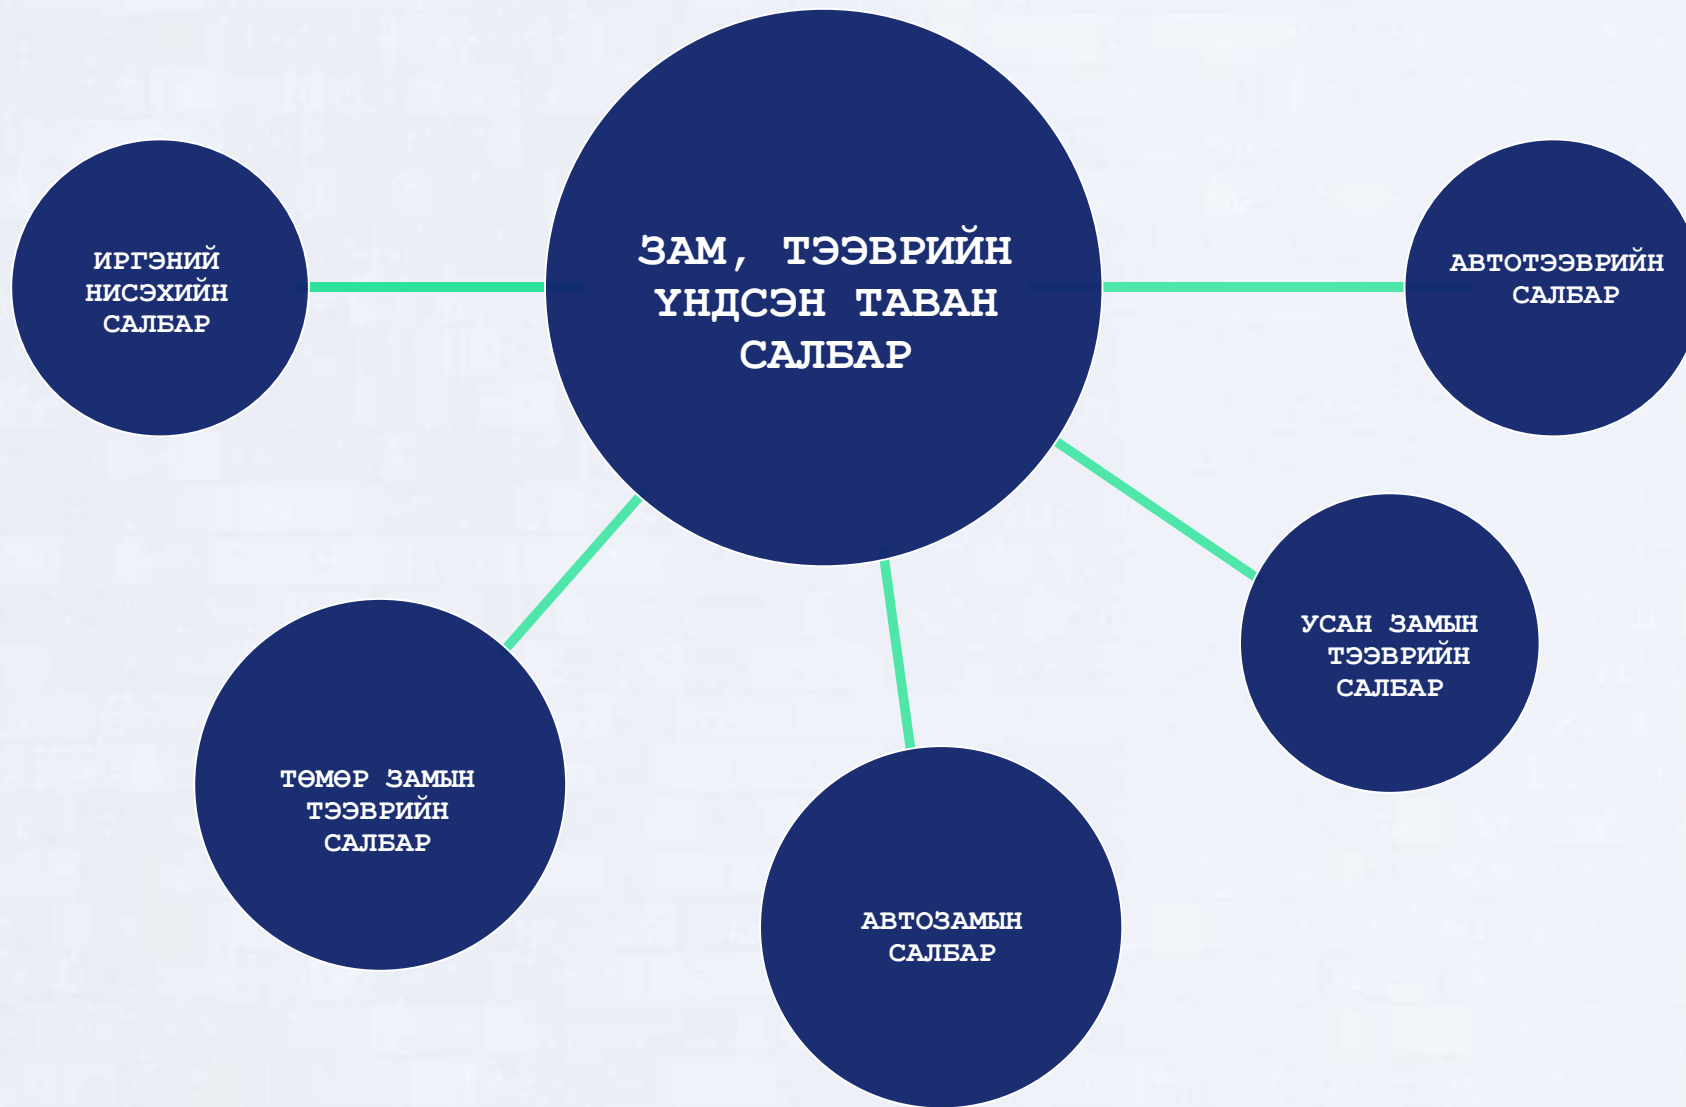 ЗАМ, ТЭЭВРИЙН
ҮНДСЭН ТАВАН
САЛБАР
ИРГЭНИЙ
НИСЭХИЙН
САЛБАР
АВТОТЭЭВРИЙН
САЛБАР
УСАН ЗАМЫН
ТЭЭВРИЙН
САЛБАР
ТӨМӨР ЗАМЫН
ТЭЭВРИЙН
САЛБАР
АВТОЗАМЫН
САЛБАР